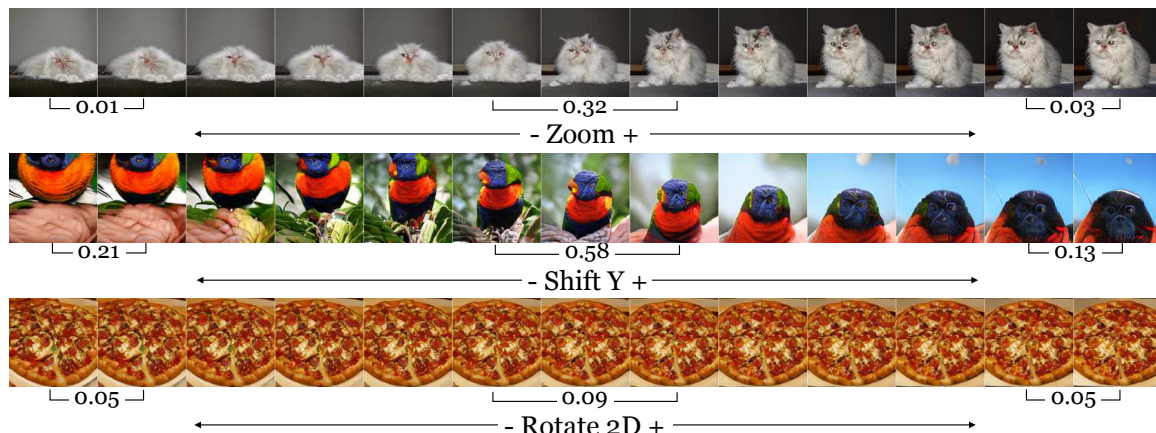 0.01 0.32 0.03
- Zoom +
0.21 0.58 0.13
- Shift Y +
0.05 0.09 0.05
- Rotate 2D +